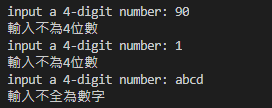 input a 4-digit number: 90
輸入不為4位數
input a 4-digit number: 1
輸入不為4位數
input a 4-digit number: abcd
輸入不全為數字